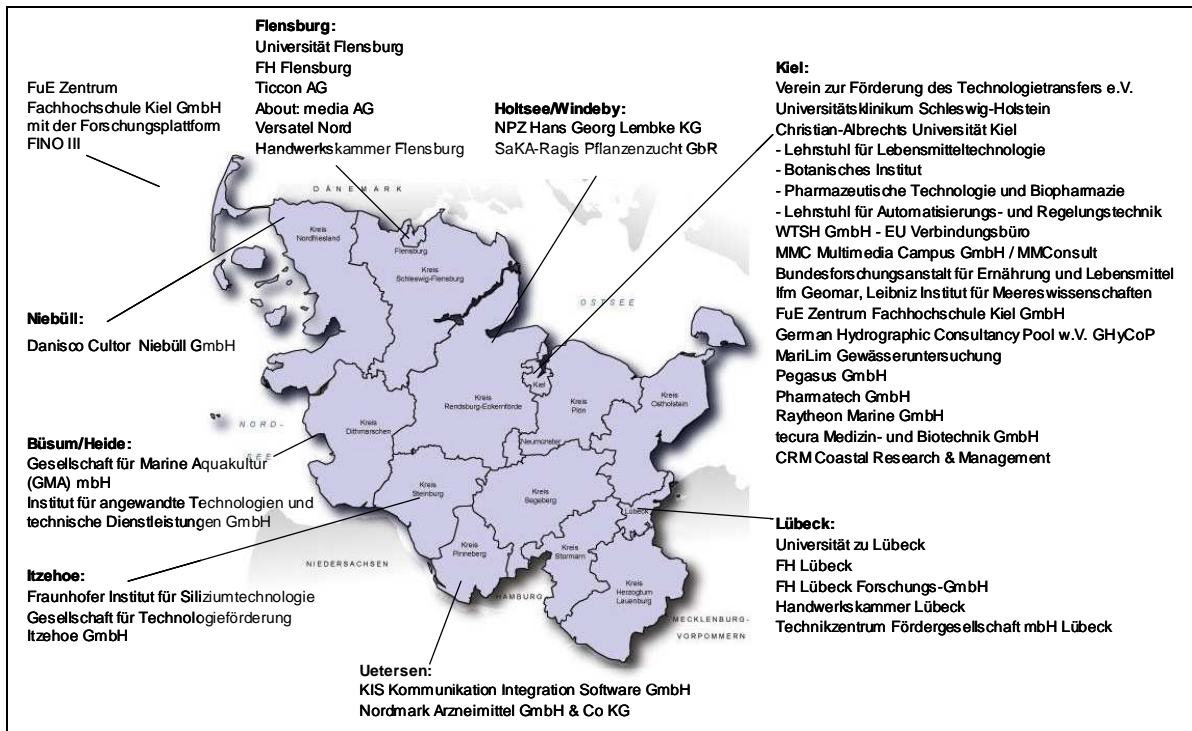 Flensburg:
Universität Flensburg
FH Flensburg
Ticcon AG
About: media AG
Versatel Nord
Handwerkskammer Flensburg
FuE Zentrum
Fachhochschule Kiel GmbH
mit der Forschungsplattform
FINO III
Holtsee/Windeby:
NPZ Hans Georg Lembke KG
SaKA-Ragis Pflanzenzucht GbR
Kiel:
Verein zur Förderung des Technologietransfers e.V.
Universitätsklinikum Schleswig-Holstein
Christian-Albrechts Universität Kiel
- Lehrstuhl für Lebensmitteltechnologie
- Botanisches Institut
- Pharmazeutische Technologie und Biopharmazie
- Lehrstuhl für Automatisierungs- und Regelungstechnik
WTSH GmbH - EU Verbindungsbüro
MMC Multimedia Campus GmbH / MMConsult
Bundesforschungsanstalt für Ernährung und Lebensmittel
Ifm Geomar, Leibniz Institut für Meereswissenschaften
FuE Zentrum Fachhochschule Kiel GmbH
German Hydrographic Consultancy Pool w.V. GHyCoP
MariLim Gewässeruntersuchung
Pegasus GmbH
Pharmatech GmbH
Raytheon Marine GmbH
tecura Medizin- und Biotechnik GmbH
CRM Coastal Research & Management
Niebüll:
Danisco Cultor Niebüll GmbH
Büsum/Heide:
Gesellschaft für Marine Aquakultur
(GMA) mbH
Institut für angewandte Technologien und
technische Dienstleistungen GmbH
Itzehoe:
Fraunhofer Institut für Siliziumtechnologie
Gesellschaft für Technologieförderung
Itzehoe GmbH
Uetersen:
KIS Kommunikation Integration Software GmbH
Nordmark Arzneimittel GmbH & Co KG
Lübeck:
Universität zu Lübeck
FH Lübeck
FH Lübeck Forschungs-GmbH
Handwerkskammer Lübeck
Technikzentrum Fördergesellschaft mbH Lübeck
DÄNEMARK
Kreis
Nordfriesland
Flensburg
Kreis
Schleswig-Flensburg
OSTSEE
NORD-
SEE
Kreis
Rendsburg-Eckernförde
Kiel
Kreis
Plön
Kreis
Ostholstein
Kreis
Dithmarschen
Neumünster
Kreis
Steinburg
Kreis
Segeberg
Lübeck
Kreis
Pinneberg
Kreis
Stormarn
Kreis
Herzogtum
Lauenburg
NIEDERSACHSEN
HAMBURG
MECKLENBURG-
VORPOMMERN